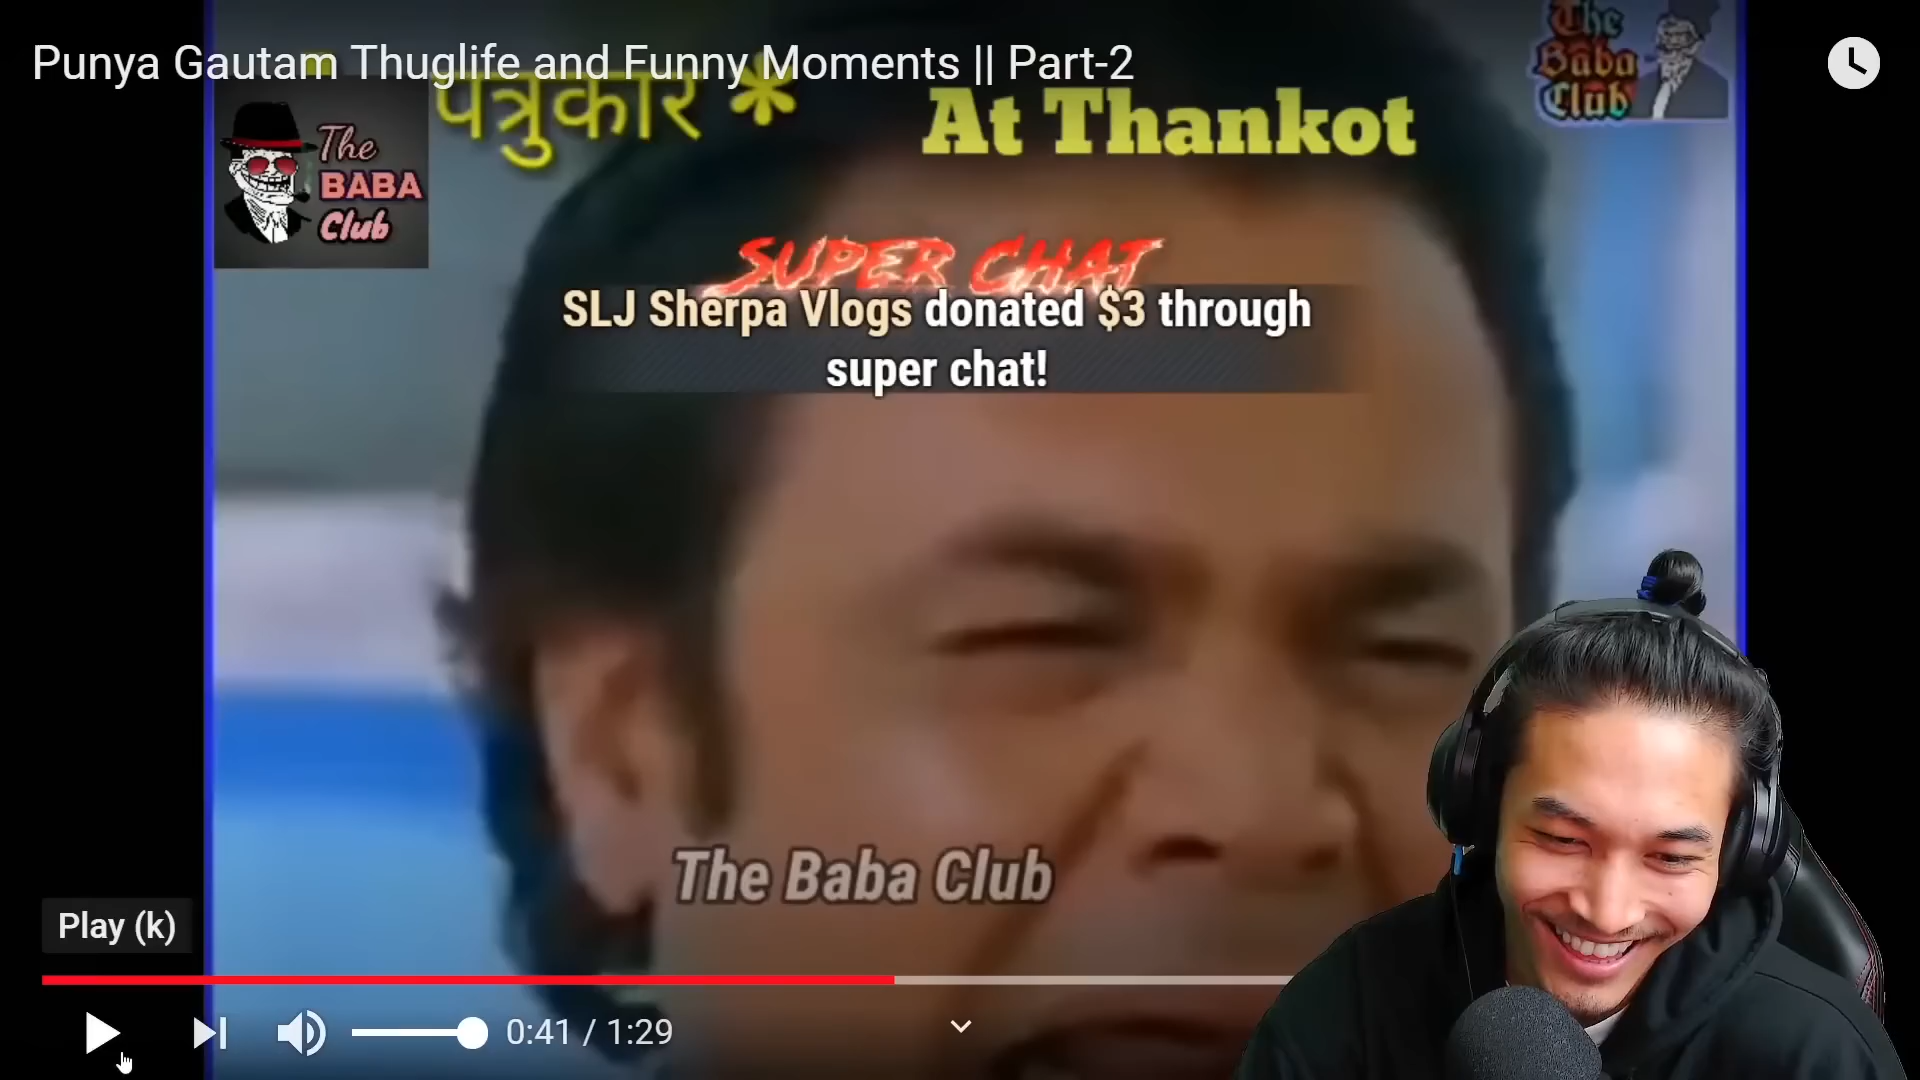 Punya Gautam Thuglife and Funny Moments || Part-2
The
Baba
Club
पत्रुकार *
At Thankot
The
BABA
Club
SUPER CHAT
SLJ Sherpa Vlogs donated $3 through
super chat!
The Baba Club
Play (k)
0:41 / 1:29